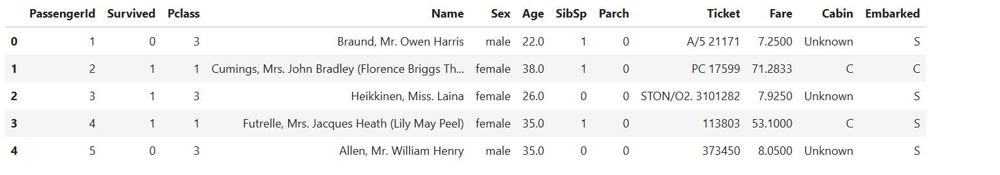 PassengerId Survived Pclass Name Sex Age SibSp Parch Ticket Fare Cabin Embarked
0 1 0 3 Braund, Mr. Owen Harris male 22.0 1 0 A/5 21171 7.2500 Unknown S
1 2 1 1 Cumings, Mrs. John Bradley (Florence Briggs Th... female 38.0 1 0 PC 17599 71.2833 C C
2 3 1 3 Heikkinen, Miss. Laina female 26.0 0 0 STON/O2. 3101282 7.9250 Unknown S
3 4 1 1 Futrelle, Mrs. Jacques Heath (Lily May Peel) female 35.0 1 0 113803 53.1000 C S
4 5 0 3 Allen, Mr. William Henry male 35.0 0 0 373450 8.0500 Unknown S